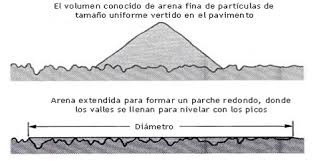 El volumen conocido de arena fina de partículas de
tamaño uniforme vertido en el pavimento
Arena extendida para formar un parche redondo, donde
los valles se llenan para nivelar con los picos
Diámetro